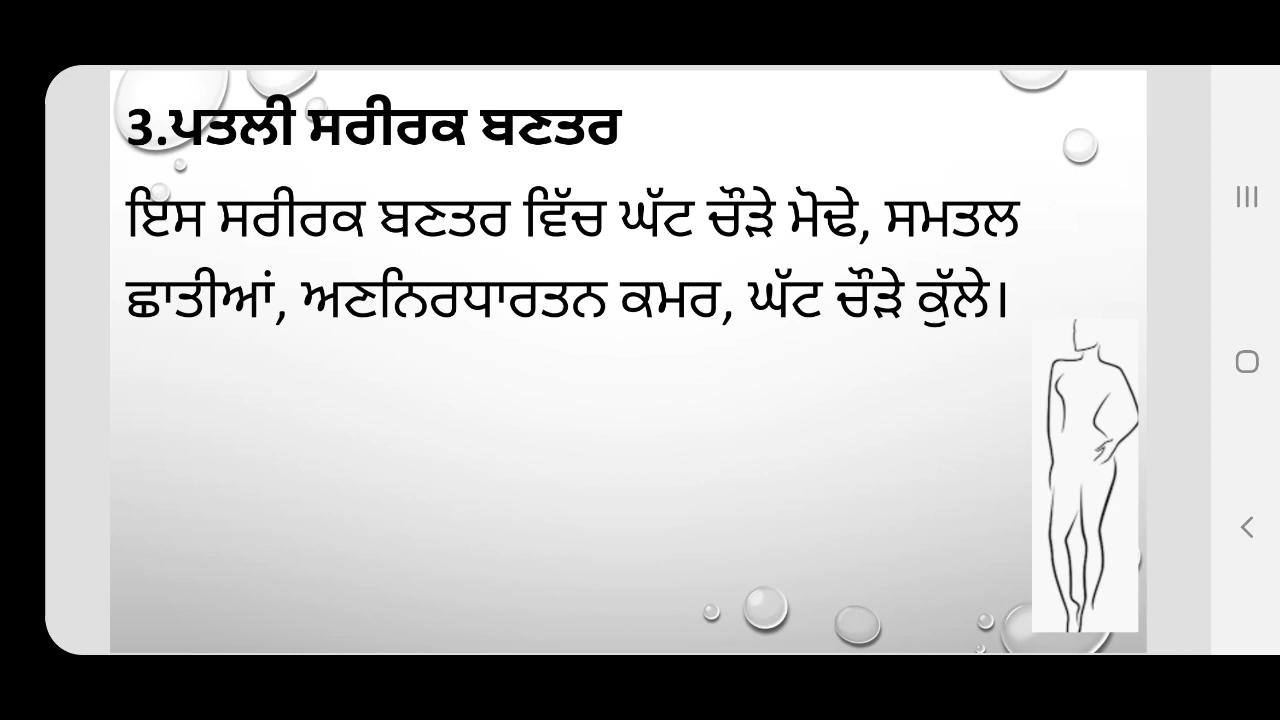 3.ਪਤਲੀ ਸਰੀਰਕ ਬਣਤਰ
ਇਸ ਸਰੀਰਕ ਬਣਤਰ ਵਿੱਚ ਘੱਟ ਚੌੜੇ ਮੋਢੇ, ਸਮਤਲ
ਛਾਤੀਆਂ, ਅਣਨਿਰਧਾਰਤਨ ਕਮਰ, ਘੱਟ ਚੌੜੇ ਕੁੱਲੇ।